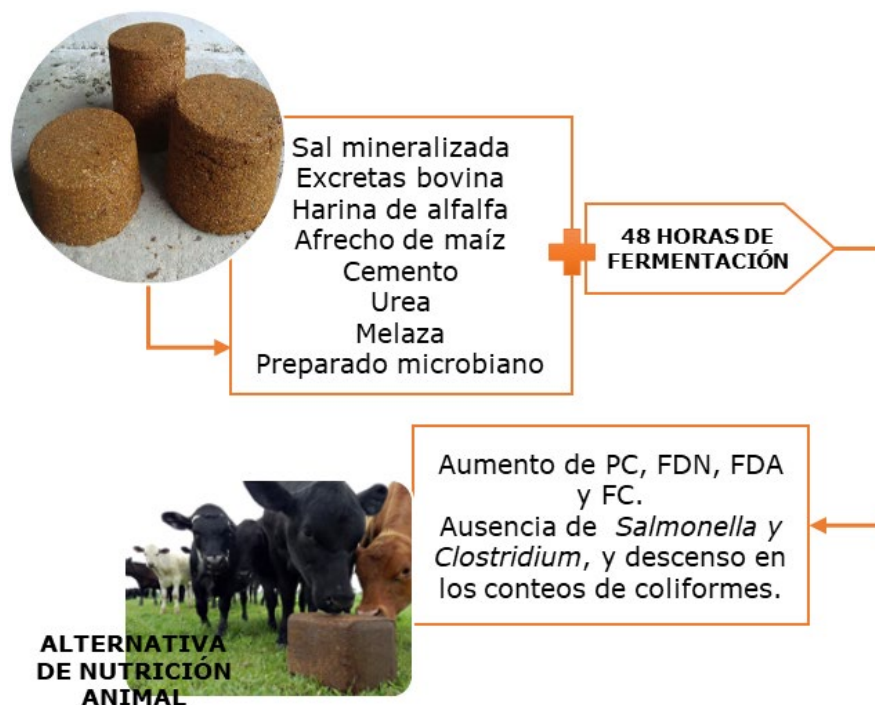 Sal mineralizada
Excretas bovina
Harina de alfalfa
Afrecho de maíz
Cemento
Urea
Melaza
Preparado microbiano
48 HORAS DE
FERMENTACIÓN
Aumento de PC, FDN, FDA
y FC.
Ausencia de Salmonella y
Clostridium, y descenso en
los conteos de coliformes.
ALTERNATIVA
DE NUTRICIÓN
ANIMAL